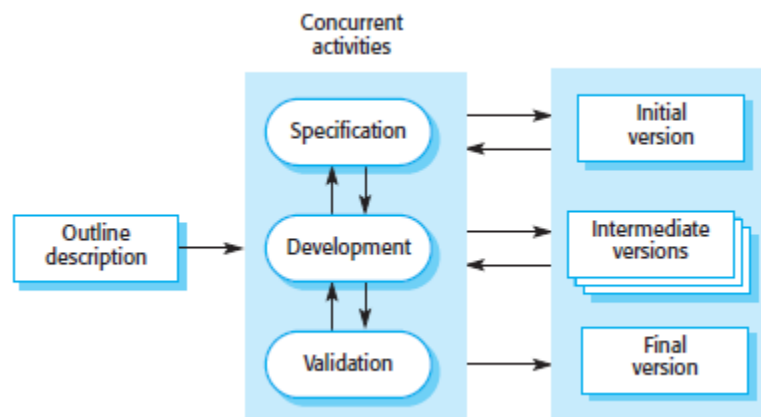 Concurrent
activities
Specification
Initial
version
Outline
description
Development
Intermediate
versions
Validation
Final
version